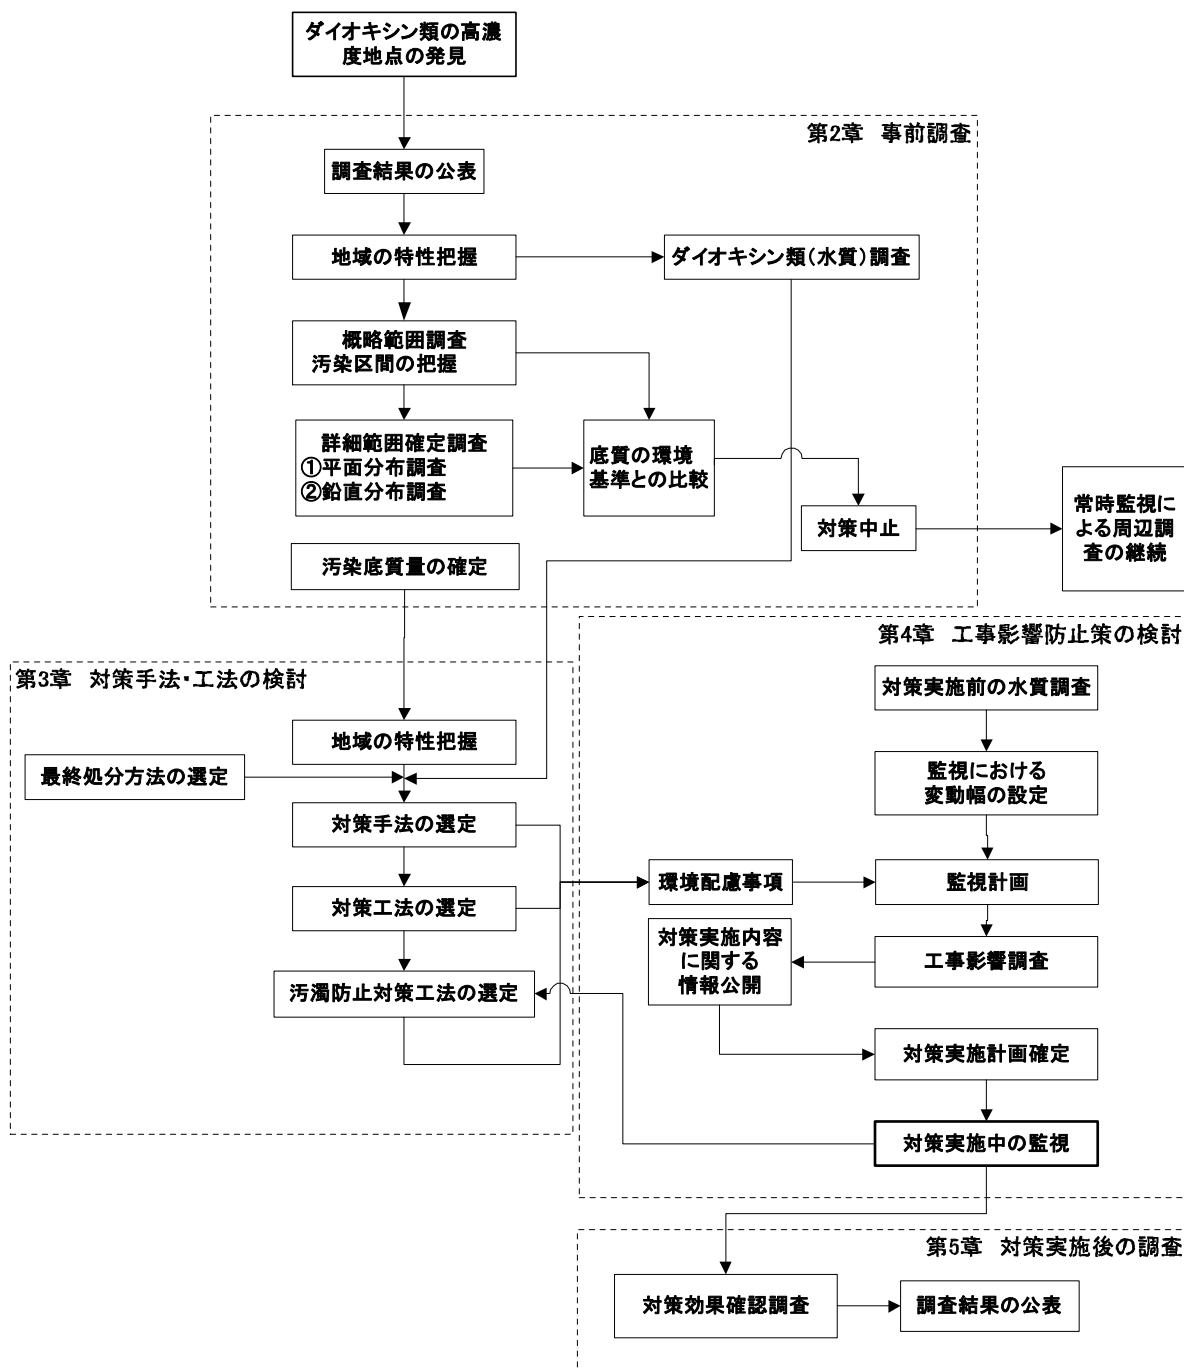 ダイオキシン類の高濃
度地点の発見
第2章　事前調査
調査結果の公表
地域の特性把握
ダイオキシン類（水質）調査
概略範囲調査
汚染区間の把握
詳細範囲確定調査
①平面分布調査
②鉛直分布調査
底質の環境
基準との比較
対策中止
常時監視に
よる周辺調
査の継続
汚染底質量の確定
第3章　対策手法・工法の検討
地域の特性把握
最終処分方法の選定
対策手法の選定
対策工法の選定
汚濁防止対策工法の選定
第4章　工事影響防止策の検討
対策実施前の水質調査
監視における
変動幅の設定
環境配慮事項
監視計画
対策実施内容
に関する
情報公開
工事影響調査
対策実施計画確定
対策実施中の監視
第5章　対策実施後の調査
対策効果確認調査
調査結果の公表